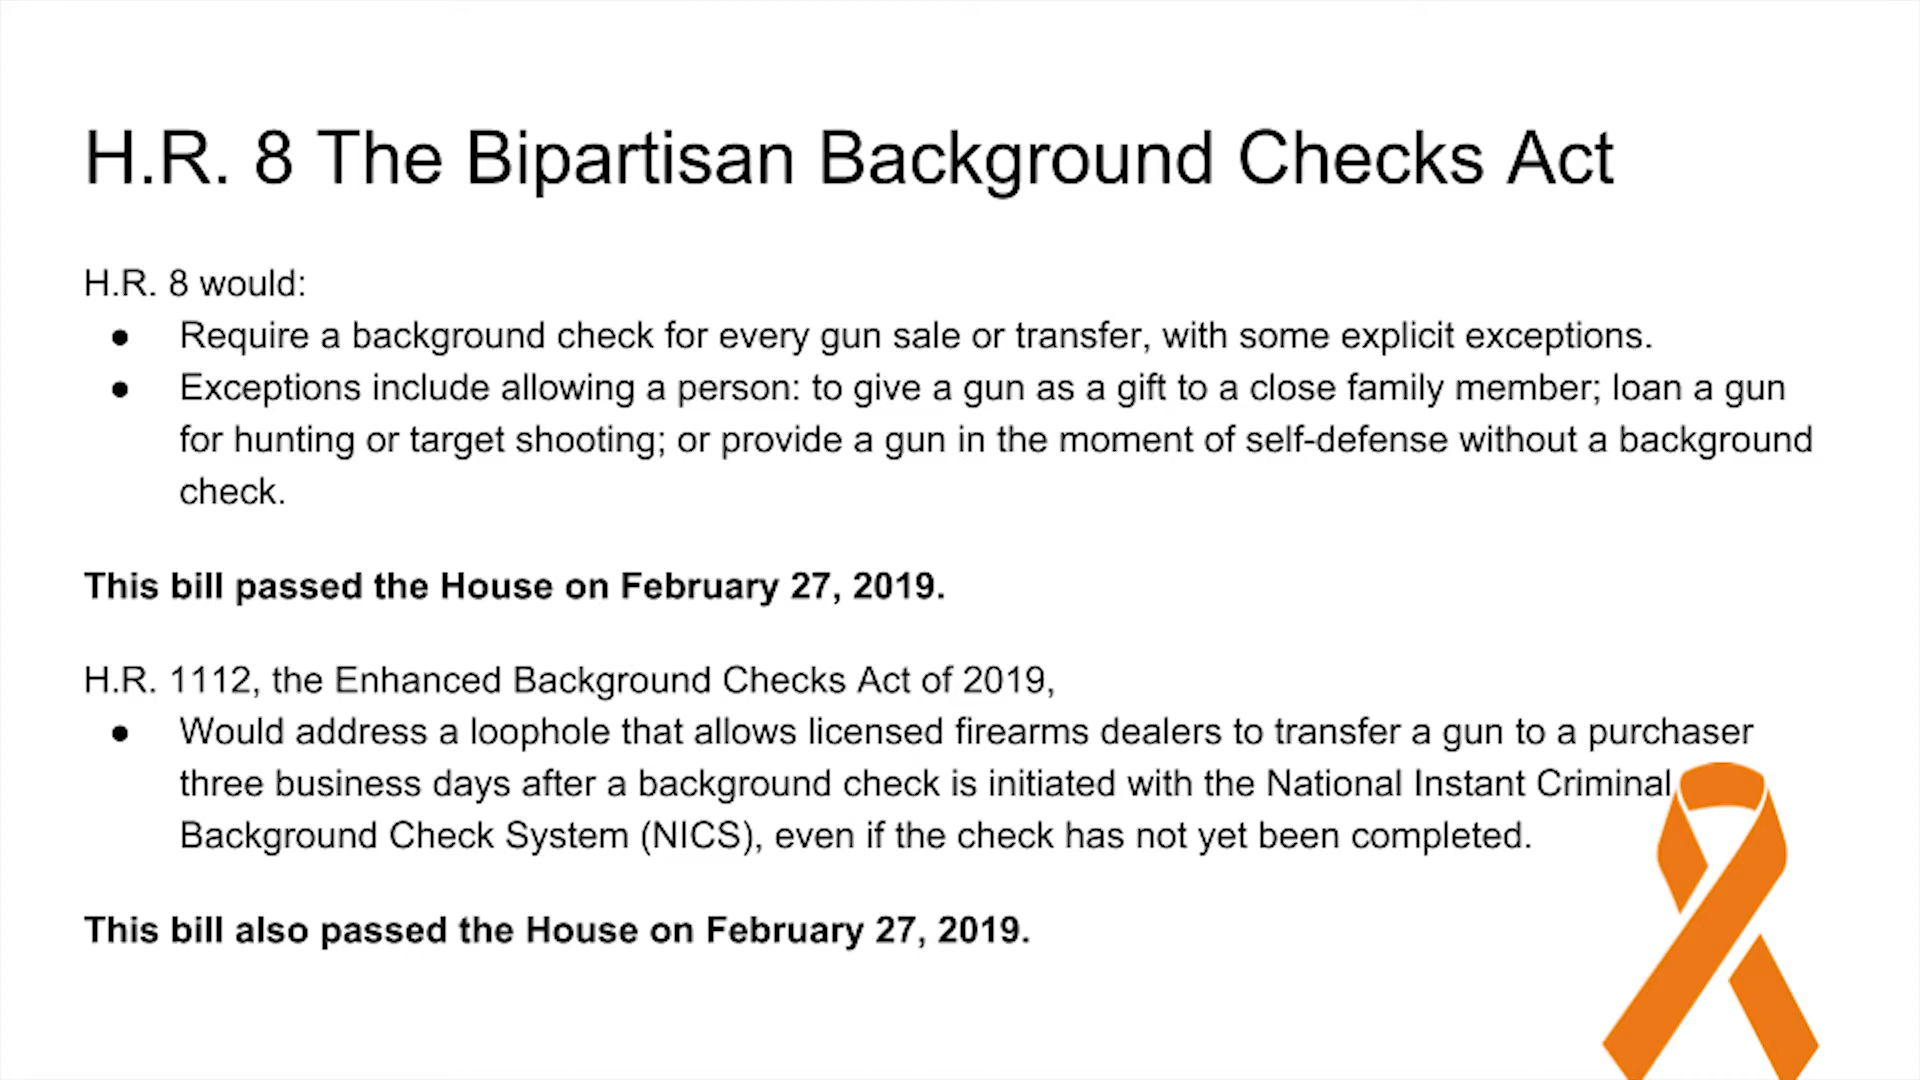 H.R. 8 The Bipartisan Background Checks Act
H.R. 8 would:
● Require a background check for every gun sale or transfer, with some explicit exceptions.
● Exceptions include allowing a person: to give a gun as a gift to a close family member; loan a gun
for hunting or target shooting; or provide a gun in the moment of self-defense without a background
check.
This bill passed the House on February 27, 2019.
H.R. 1112, the Enhanced Background Checks Act of 2019,
● Would address a loophole that allows licensed firearms dealers to transfer a gun to a purchaser
three business days after a background check is initiated with the National Instant Criminal
Background Check System (NICS), even if the check has not yet been completed.
This bill also passed the House on February 27, 2019.